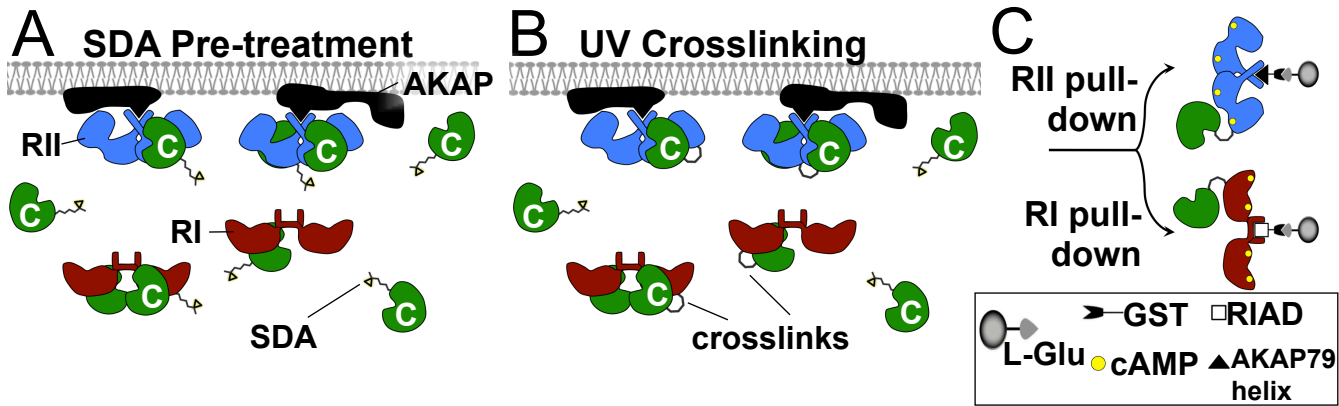 A SDA Pre-treatment
AKAP
RII
C
C
C
C
RI
C
SDA
C
B UV Crosslinking
C
C
C
C
C
C
crosslinks
C
RII pull-
down
RI pull-
down
GST
RIAD
L-Glu
cAMP
AKAP79
helix